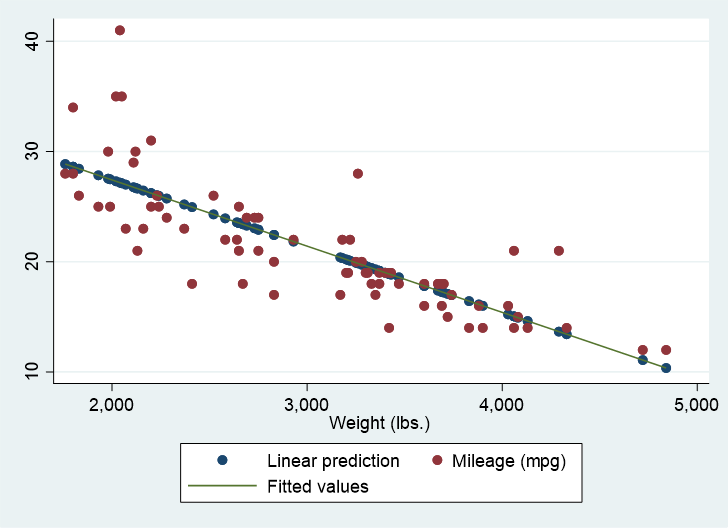 40
30
20
10
2,000 3,000 4,000 5,000
Weight (lbs.)
Linear prediction Mileage (mpg)
Fitted values